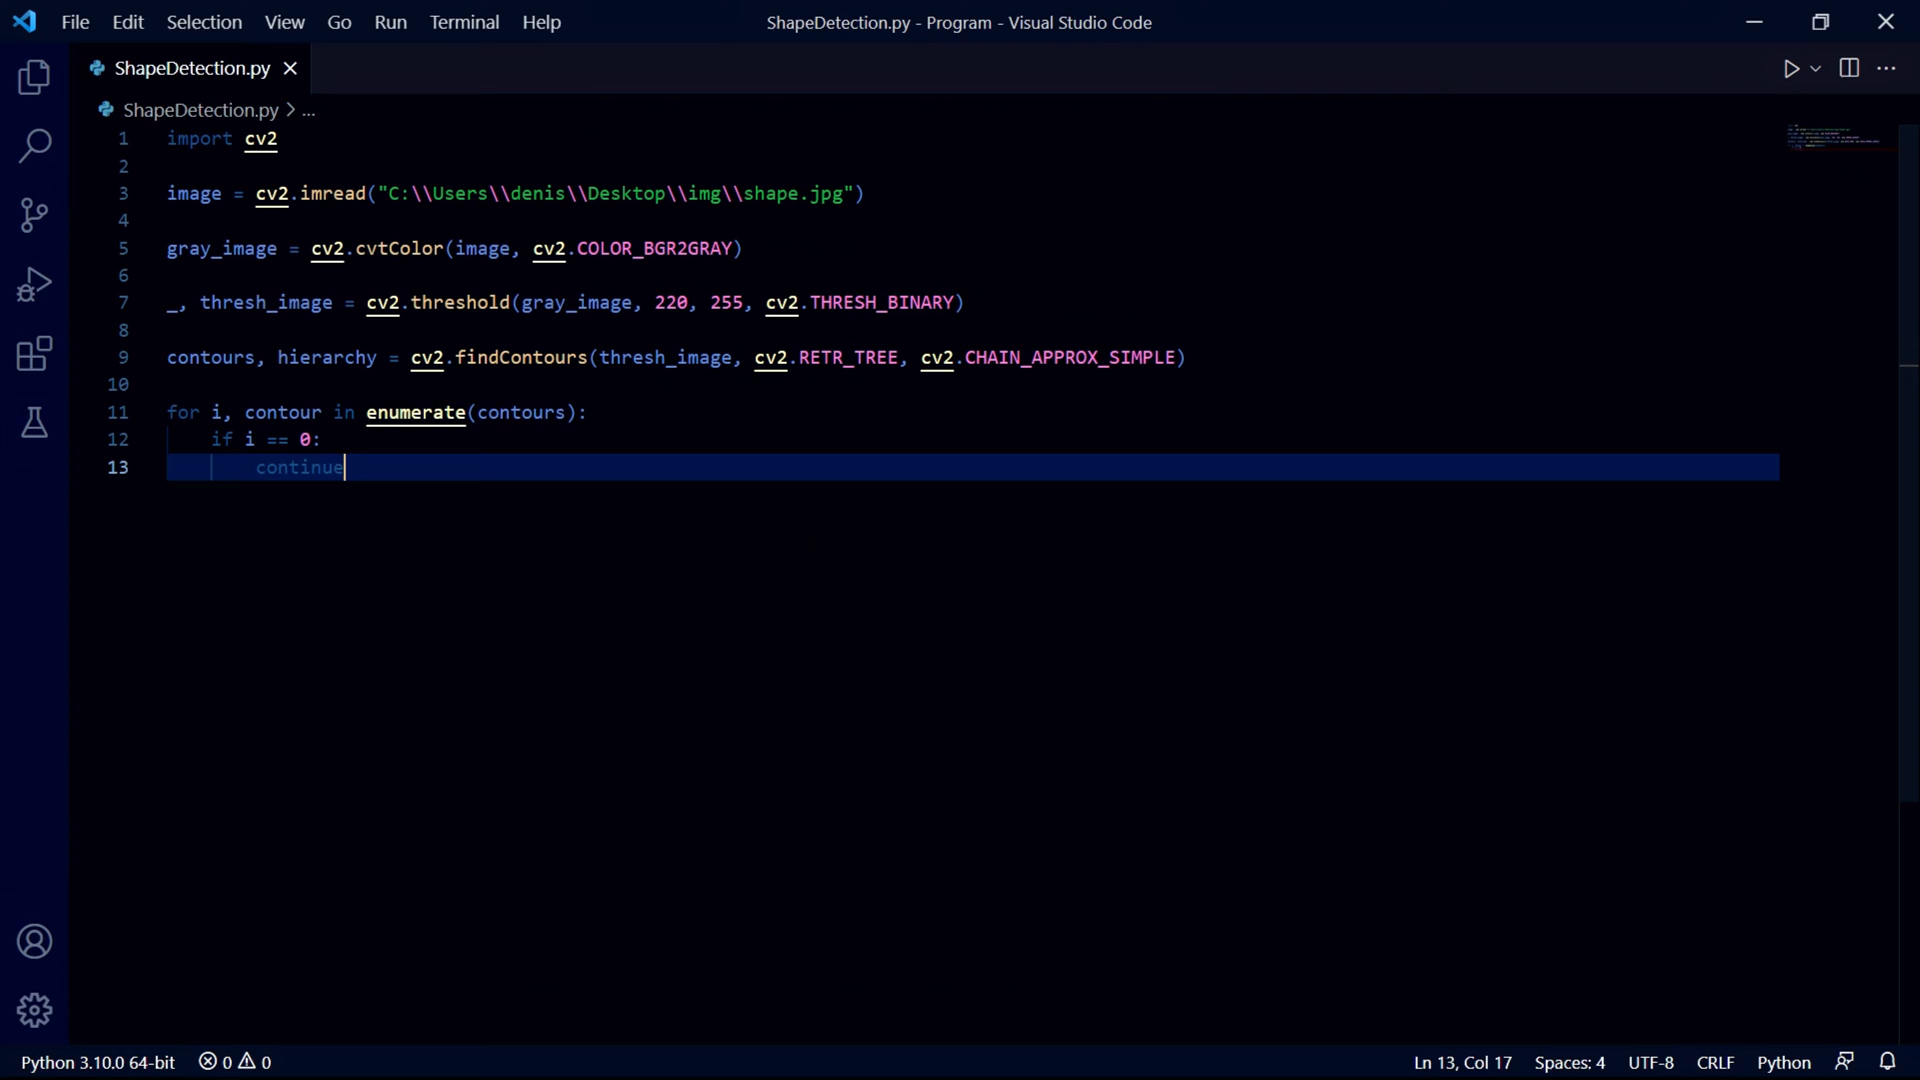 File Edit Selection View Go Run Terminal Help
ShapeDetection.py - Program - Visual Studio Code
ShapeDetection.py
ShapeDetection.py > ...
1 import cv2
2
3 image = cv2.imread("C:\\Users\\denis\\Desktop\\img\\shape.jpg")
4
5 gray_image = cv2.cvtColor(image, cv2.COLOR_BGR2GRAY)
6
7 _, thresh_image = cv2.threshold(gray_image, 220, 255, cv2.THRESH_BINARY)
8
9 contours, hierarchy = cv2.findContours(thresh_image, cv2.RETR_TREE, cv2.CHAIN_APPROX_SIMPLE)
10
11 for i, contour in enumerate(contours):
12     if i == 0:
13         continue
Python 3.10.0 64-bit 0 0 Ln 13, Col 17 Spaces: 4 UTF-8 CRLF Python